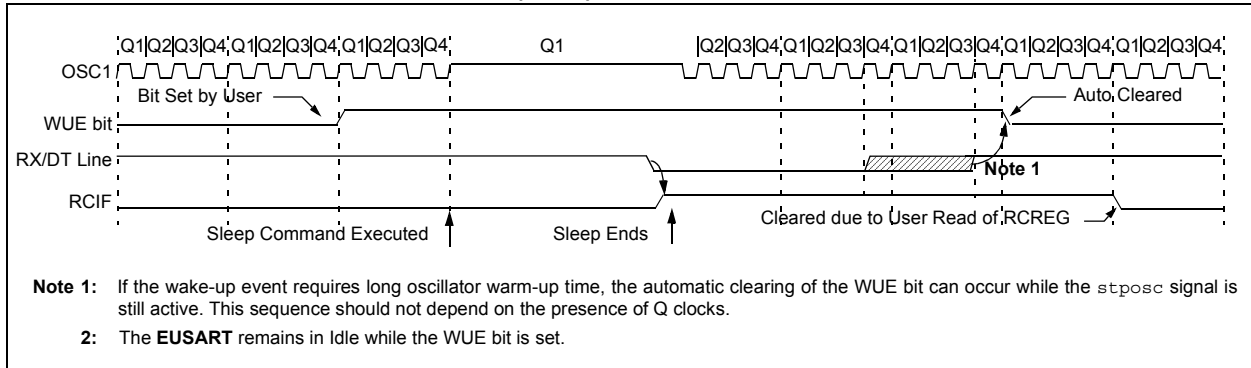 Q1 Q2 Q3 Q4 Q1 Q2 Q3 Q4 Q1 Q2 Q3 Q4 Q1 Q2 Q3 Q4 Q1 Q2 Q3 Q4 Q1 Q2 Q3 Q4 Q1 Q2 Q3 Q4 Q1 Q2 Q3 Q4
OSC1
Bit Set by User
Auto Cleared
WUE bit
RX/DT Line
Note 1
RCIF
Cleared due to User Read of RCREG
Sleep Command Executed
Sleep Ends
Note 1: If the wake-up event requires long oscillator warm-up time, the automatic clearing of the WUE bit can occur while the stposc signal is
still active. This sequence should not depend on the presence of Q clocks.
2: The EUSART remains in Idle while the WUE bit is set.